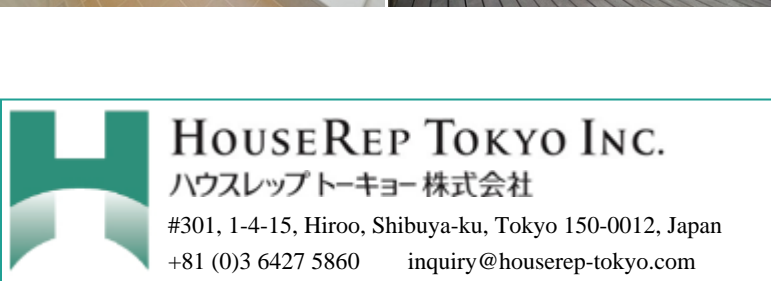 HOUSEREP TOKYO INC.
ハウスレップ トーキョー 株式会社
#301, 1-4-15, Hiroo, Shibuya-ku, Tokyo 150-0012, Japan
+81 (0)3 6427 5860 inquiry@houserep-tokyo.com